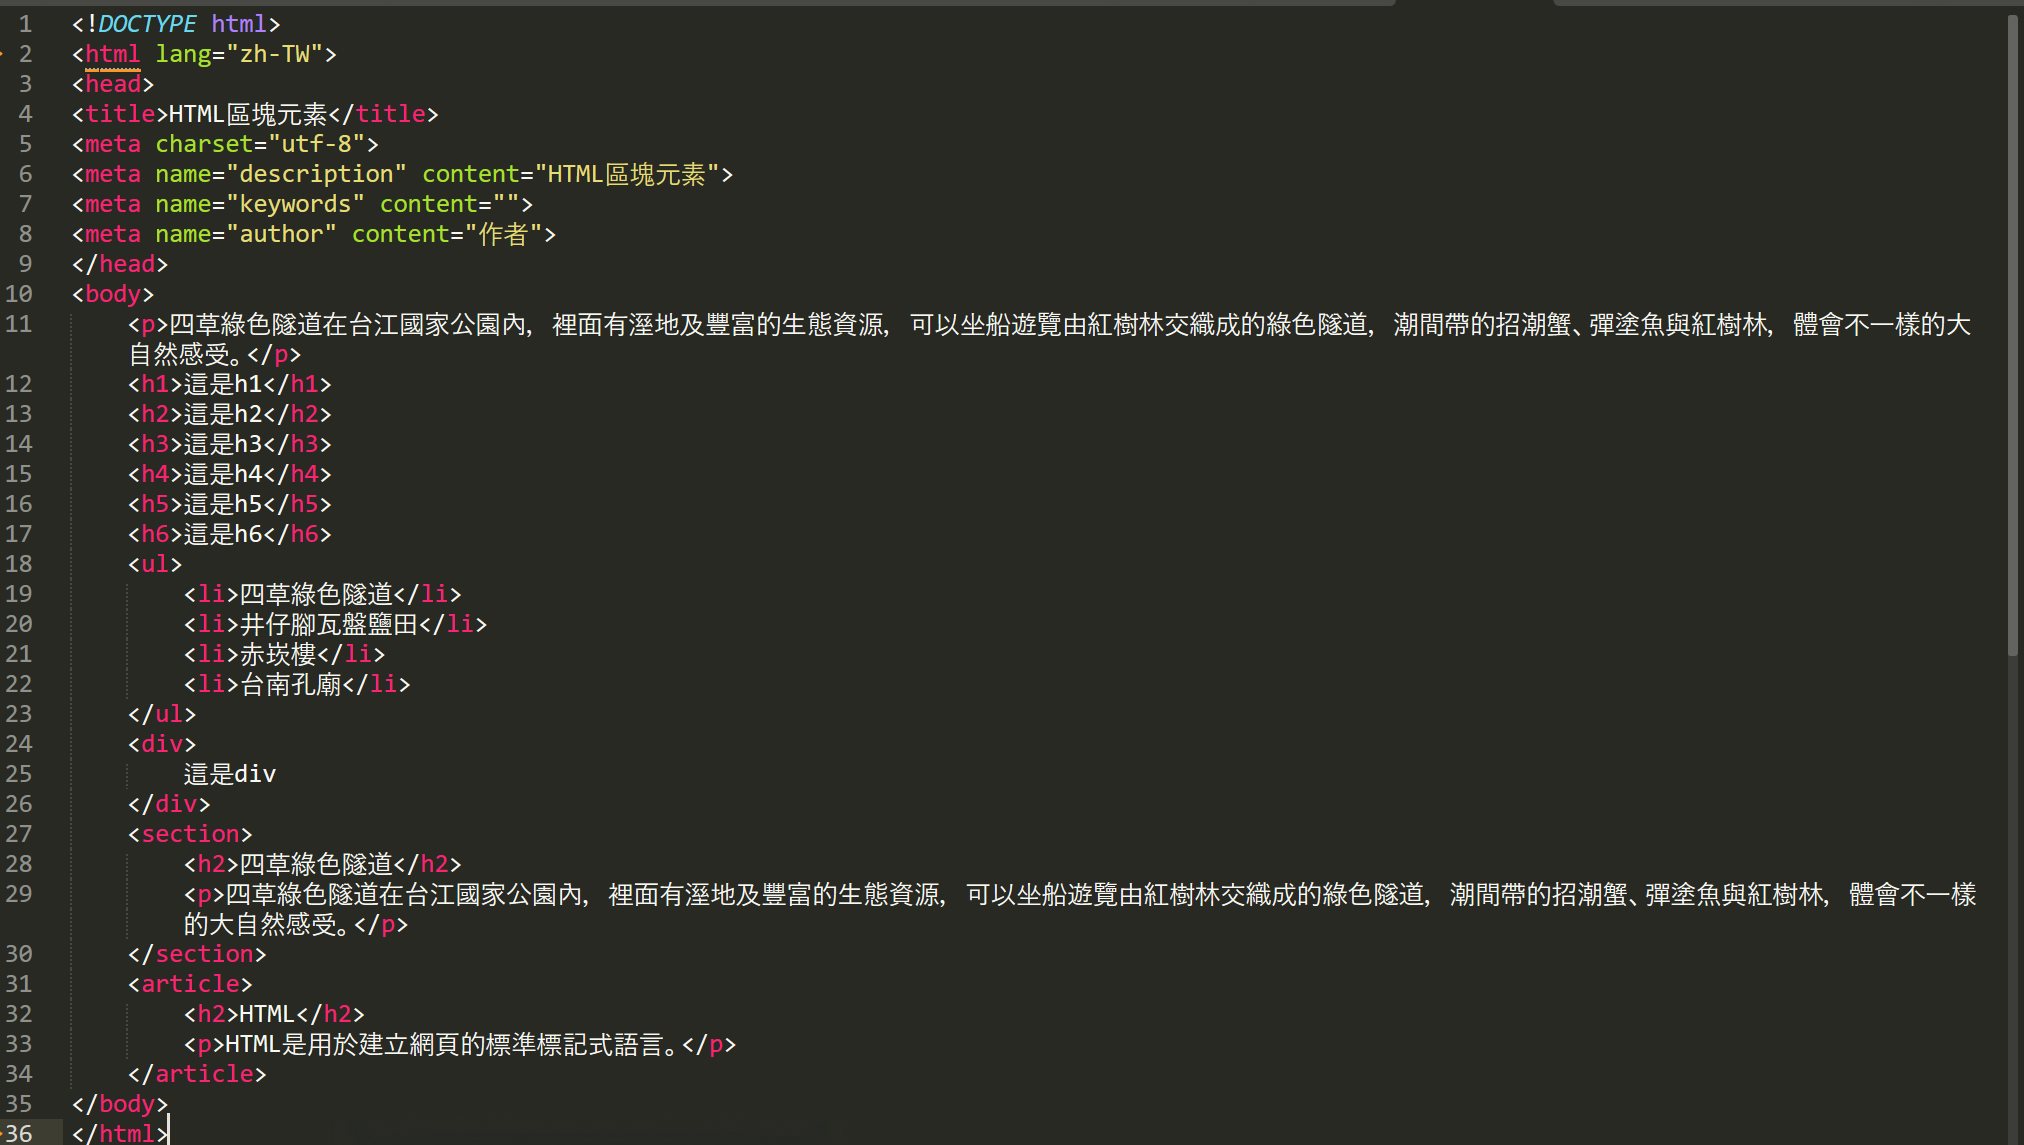 1 <!DOCTYPE html>
2 <html lang="zh-TW">
3 <head>
4 <title>HTML區塊元素</title>
5 <meta charset="utf-8">
6 <meta name="description" content="HTML區塊元素">
7 <meta name="keywords" content="">
8 <meta name="author" content="作者">
9 </head>
10 <body>
11 <p>四草綠色隧道在台江國家公園內，裡面有溼地及豐富的生態資源，可以坐船遊覽由紅樹林交織成的綠色隧道，潮間帶的招潮蟹、彈塗魚與紅樹林，體會不一樣的大
自然感受。</p>
12 <h1>這是h1</h1>
13 <h2>這是h2</h2>
14 <h3>這是h3</h3>
15 <h4>這是h4</h4>
16 <h5>這是h5</h5>
17 <h6>這是h6</h6>
18 <ul>
19 <li>四草綠色隧道</li>
20 <li>井仔腳瓦盤鹽田</li>
21 <li>赤崁樓</li>
22 <li>台南孔廟</li>
23 </ul>
24 <div>
25 這是div
26 </div>
27 <section>
28 <h2>四草綠色隧道</h2>
29 <p>四草綠色隧道在台江國家公園內，裡面有溼地及豐富的生態資源，可以坐船遊覽由紅樹林交織成的綠色隧道，潮間帶的招潮蟹、彈塗魚與紅樹林，體會不一樣
的大自然感受。</p>
30 </section>
31 <article>
32 <h2>HTML</h2>
33 <p>HTML是用於建立網頁的標準標記式語言。</p>
34 </article>
35 </body>
36 </html>